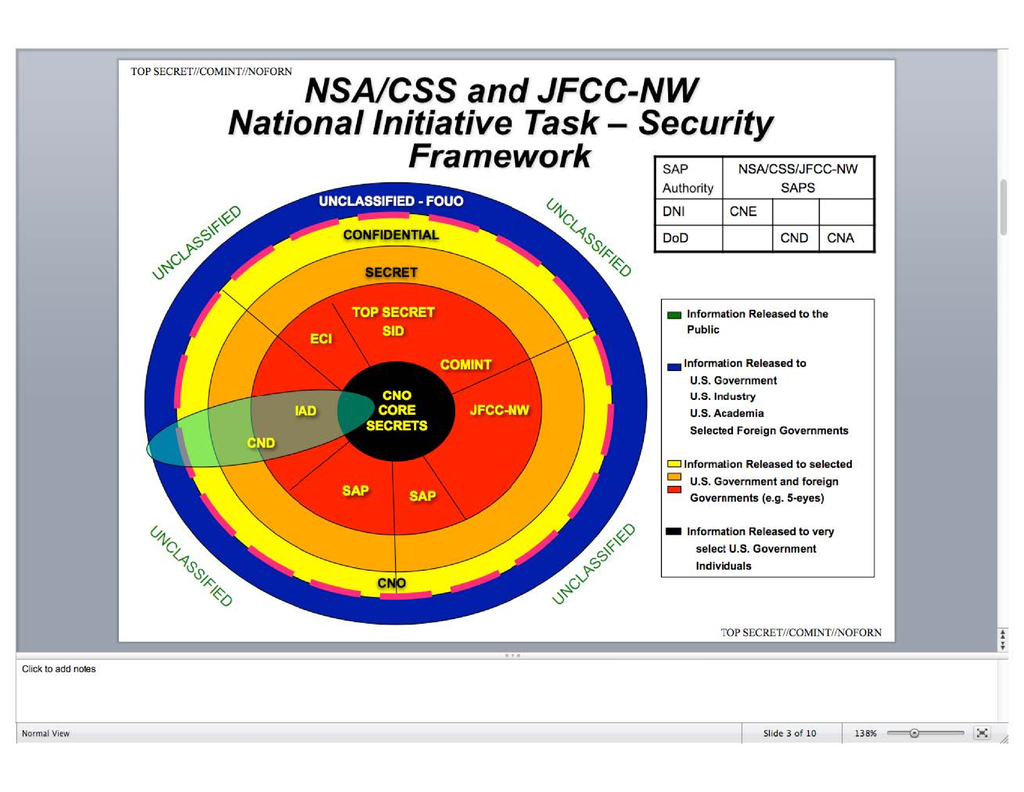 TOP SECRET//COMINT//NOFORN
NSA/CSS and JFCC-NW
National Initiative Task – Security
Framework
SAP Authority NSA/CSS/JFCC-NW SAPS
DNI CNE
DoD CND CNA
UNCLASSIFIED
UNCLASSIFIED
UNCLASSIFIED - FOUO
CONFIDENTIAL
SECRET
TOP SECRET
SID
ECI
COMINT
CNO
CORE
SECRETS
IAD
JFCC-NW
CND
SAP
SAP
CNO
UNCLASSIFIED
UNCLASSIFIED
Information Released to the
Public
Information Released to
U.S. Government
U.S. Industry
U.S. Academia
Selected Foreign Governments
Information Released to selected
U.S. Government and foreign
Governments (e.g. 5-eyes)
Information Released to very
select U.S. Government
Individuals
TOP SECRET//COMINT//NOFORN
Click to add notes
Normal View
Slide 3 of 10
138%